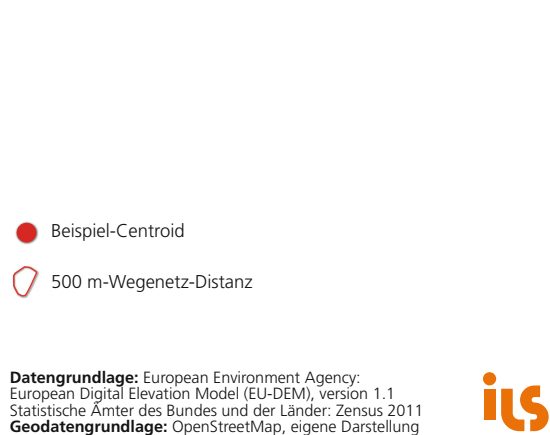 Beispiel-Centroid
500 m-Wegenetz-Distanz
Datengrundlage: European Environment Agency:
European Digital Elevation Model (EU-DEM), version 1.1
Statistische Ämter des Bundes und der Länder: Zensus 2011
Geodatengrundlage: OpenStreetMap, eigene Darstellung
ils